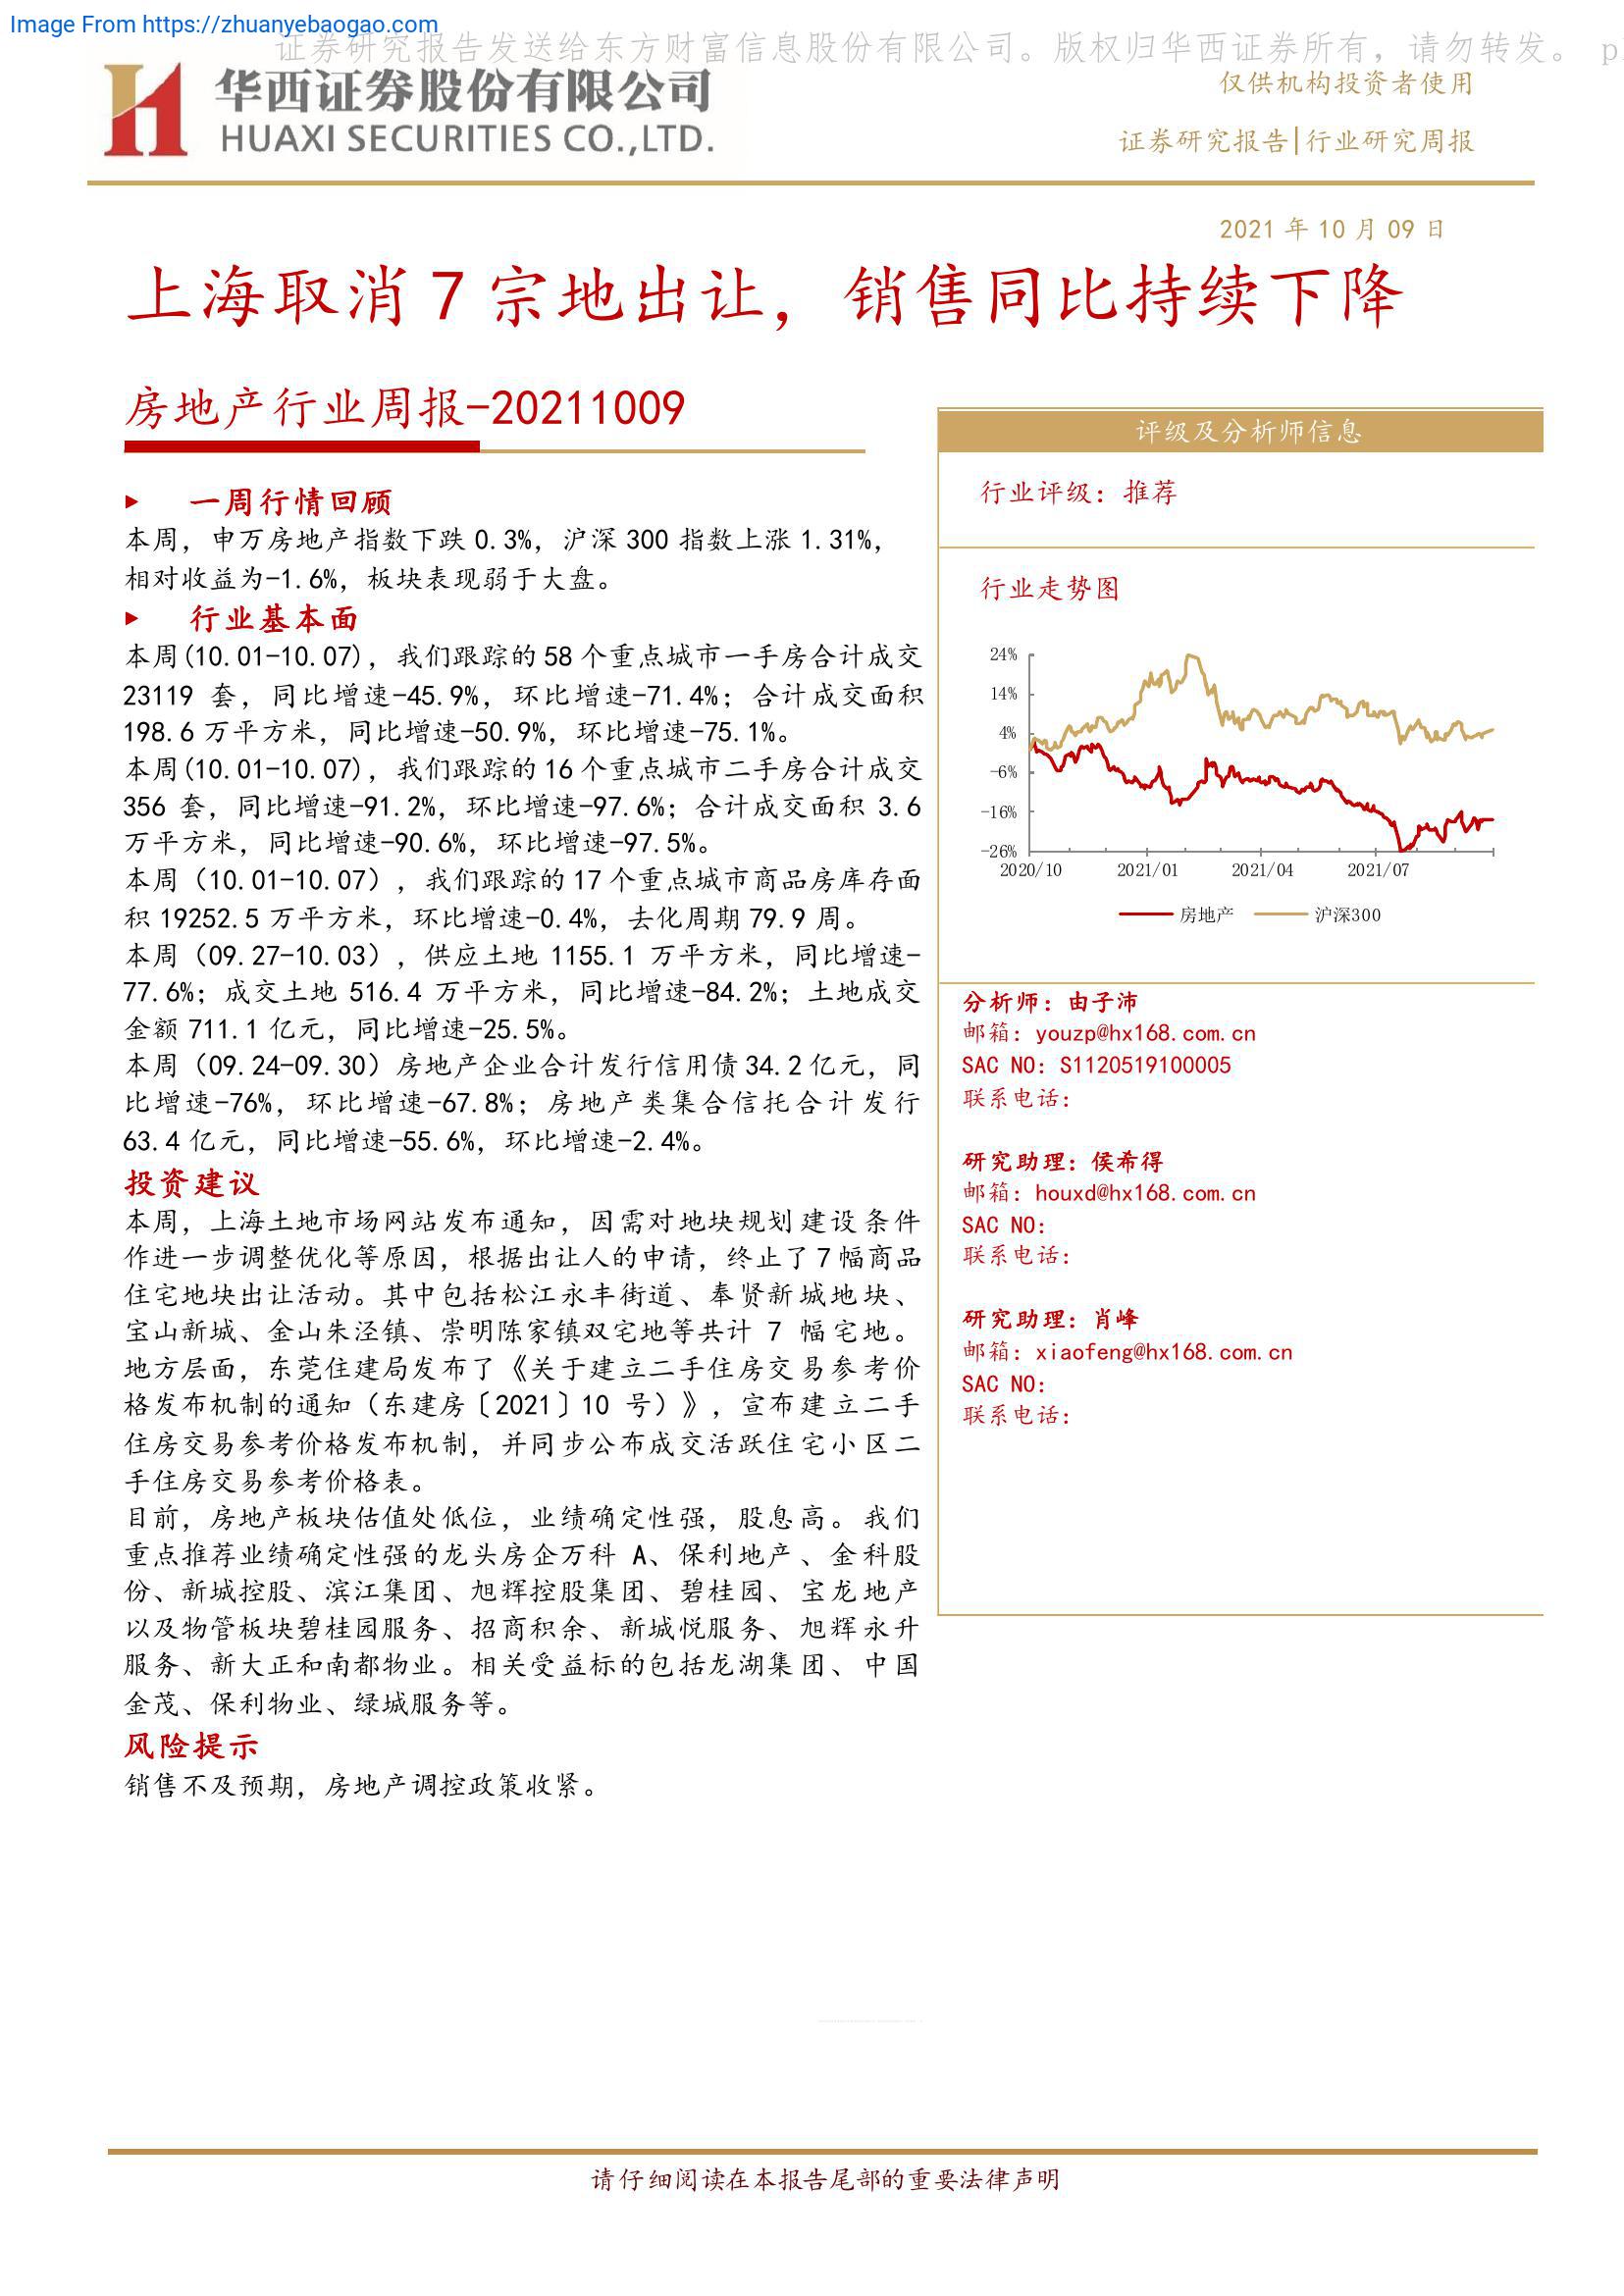 Image From https://zhuanyebaogao.com
证券研究报告发送给东方财富信息股份有限公司。版权归华西证券所有，请勿转发。 p
华西证券股份有限公司
HUAXI SECURITIES CO.,LTD.
仅供机构投资者使用
证券研究报告|行业研究周报
2021 年 10 月 09 日
上海取消 7 宗地出让，销售同比持续下降
房地产行业周报-20211009
一周行情回顾
本周，申万房地产指数下跌 0.3%，沪深 300 指数上涨 1.31%，
相对收益为-1.6%，板块表现弱于大盘。
行业基本面
本周(10.01-10.07)，我们跟踪的 58 个重点城市一手房合计成交
23119 套，同比增速-45.9%，环比增速-71.4%；合计成交面积
198.6 万平方米，同比增速-50.9%，环比增速-75.1%。
本周(10.01-10.07)，我们跟踪的 16 个重点城市二手房合计成交
356 套，同比增速-91.2%，环比增速-97.6%；合计成交面积 3.6
万平方米，同比增速-90.6%，环比增速-97.5%。
本周（10.01-10.07），我们跟踪的 17 个重点城市商品房库存面
积 19252.5 万平方米，环比增速-0.4%，去化周期 79.9 周。
本周（09.27-10.03），供应土地 1155.1 万平方米，同比增速-
77.6%；成交土地 516.4 万平方米，同比增速-84.2%；土地成交
金额 711.1 亿元，同比增速-25.5%。
本周（09.24-09.30）房地产企业合计发行信用债 34.2 亿元，同
比增速-76%，环比增速-67.8%；房地产类集合信托合计发行
63.4 亿元，同比增速-55.6%，环比增速-2.4%。
投资建议
本周，上海土地市场网站发布通知，因需对地块规划建设条件
作进一步调整优化等原因，根据出让人的申请，终止了 7 幅商品
住宅地块出让活动。其中包括松江永丰街道、奉贤新城地块、
宝山新城、金山朱泾镇、崇明陈家镇双宅地等共计 7 幅宅地。
地方层面，东莞住建局发布了《关于建立二手住房交易参考价
格发布机制的通知（东建房〔2021〕10 号）》，宣布建立二手
住房交易参考价格发布机制，并同步公布成交活跃住宅小区二
手住房交易参考价格表。
目前，房地产板块估值处低位，业绩确定性强，股息高。我们
重点推荐业绩确定性强的龙头房企万科 A、保利地产、金科股
份、新城控股、滨江集团、旭辉控股集团、碧桂园、宝龙地产
以及物管板块碧桂园服务、招商积余、新城悦服务、旭辉永升
服务、新大正和南都物业。相关受益标的包括龙湖集团、中国
金茂、保利物业、绿城服务等。
风险提示
销售不及预期，房地产调控政策收紧。
评级及分析师信息
行业评级：推荐
行业走势图
24%
14%
4%
-6%
-16%
-26%
2020/10 2021/01 2021/04 2021/07
房地产 沪深300
分析师：由子沛
邮箱：youzp@hx168.com.cn
SAC NO：S1120519100005
联系电话：
研究助理：侯希得
邮箱：houxd@hx168.com.cn
SAC NO：
联系电话：
研究助理：肖峰
邮箱：xiaofeng@hx168.com.cn
SAC NO：
联系电话：
请仔细阅读在本报告尾部的重要法律声明